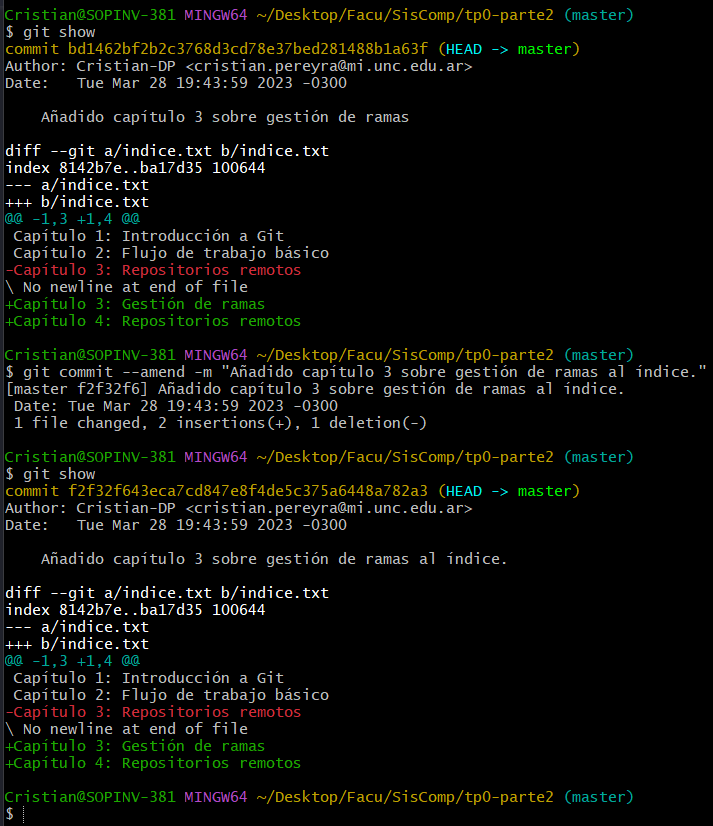 Cristian@SOPINV-381 MINGW64 ~/Desktop/Facu/SisComp/tp0-parte2 (master)
$ git show
commit bd1462bf2b2c3768d3cd78e37bed281488b1a63f (HEAD -> master)
Author: Cristian-DP <cristian.pereyra@mi.unc.edu.ar>
Date:   Tue Mar 28 19:43:59 2023 -0300

    Añadido capítulo 3 sobre gestión de ramas

diff --git a/indice.txt b/indice.txt
index 8142b7e..ba17d35 100644
--- a/indice.txt
+++ b/indice.txt
@@ -1,3 +1,4 @@
 Capítulo 1: Introducción a Git
 Capítulo 2: Flujo de trabajo básico
-Capítulo 3: Repositorios remotos
\ No newline at end of file
+Capítulo 3: Gestión de ramas
+Capítulo 4: Repositorios remotos

Cristian@SOPINV-381 MINGW64 ~/Desktop/Facu/SisComp/tp0-parte2 (master)
$ git commit --amend -m "Añadido capítulo 3 sobre gestión de ramas al índice."
[master f2f32f6] Añadido capítulo 3 sobre gestión de ramas al índice.
 Date: Tue Mar 28 19:43:59 2023 -0300
 1 file changed, 2 insertions(+), 1 deletion(-)

Cristian@SOPINV-381 MINGW64 ~/Desktop/Facu/SisComp/tp0-parte2 (master)
$ git show
commit f2f32f643eca7cd847e8f4de5c375a6448a782a3 (HEAD -> master)
Author: Cristian-DP <cristian.pereyra@mi.unc.edu.ar>
Date:   Tue Mar 28 19:43:59 2023 -0300

    Añadido capítulo 3 sobre gestión de ramas al índice.

diff --git a/indice.txt b/indice.txt
index 8142b7e..ba17d35 100644
--- a/indice.txt
+++ b/indice.txt
@@ -1,3 +1,4 @@
 Capítulo 1: Introducción a Git
 Capítulo 2: Flujo de trabajo básico
-Capítulo 3: Repositorios remotos
\ No newline at end of file
+Capítulo 3: Gestión de ramas
+Capítulo 4: Repositorios remotos

Cristian@SOPINV-381 MINGW64 ~/Desktop/Facu/SisComp/tp0-parte2 (master)
$